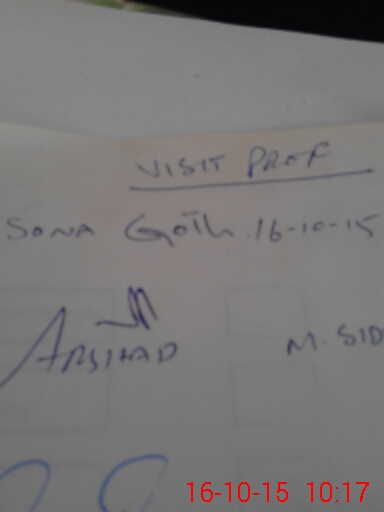 VISIT PROF
SONA GOTH 16-10-15
ARSHAD M. SID
16-10-15 10:17